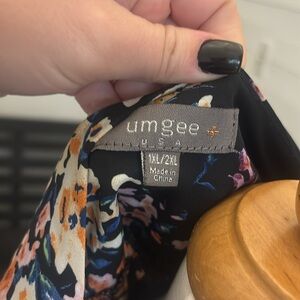 umgee +
U S A
1XL/2XL
Made in
China